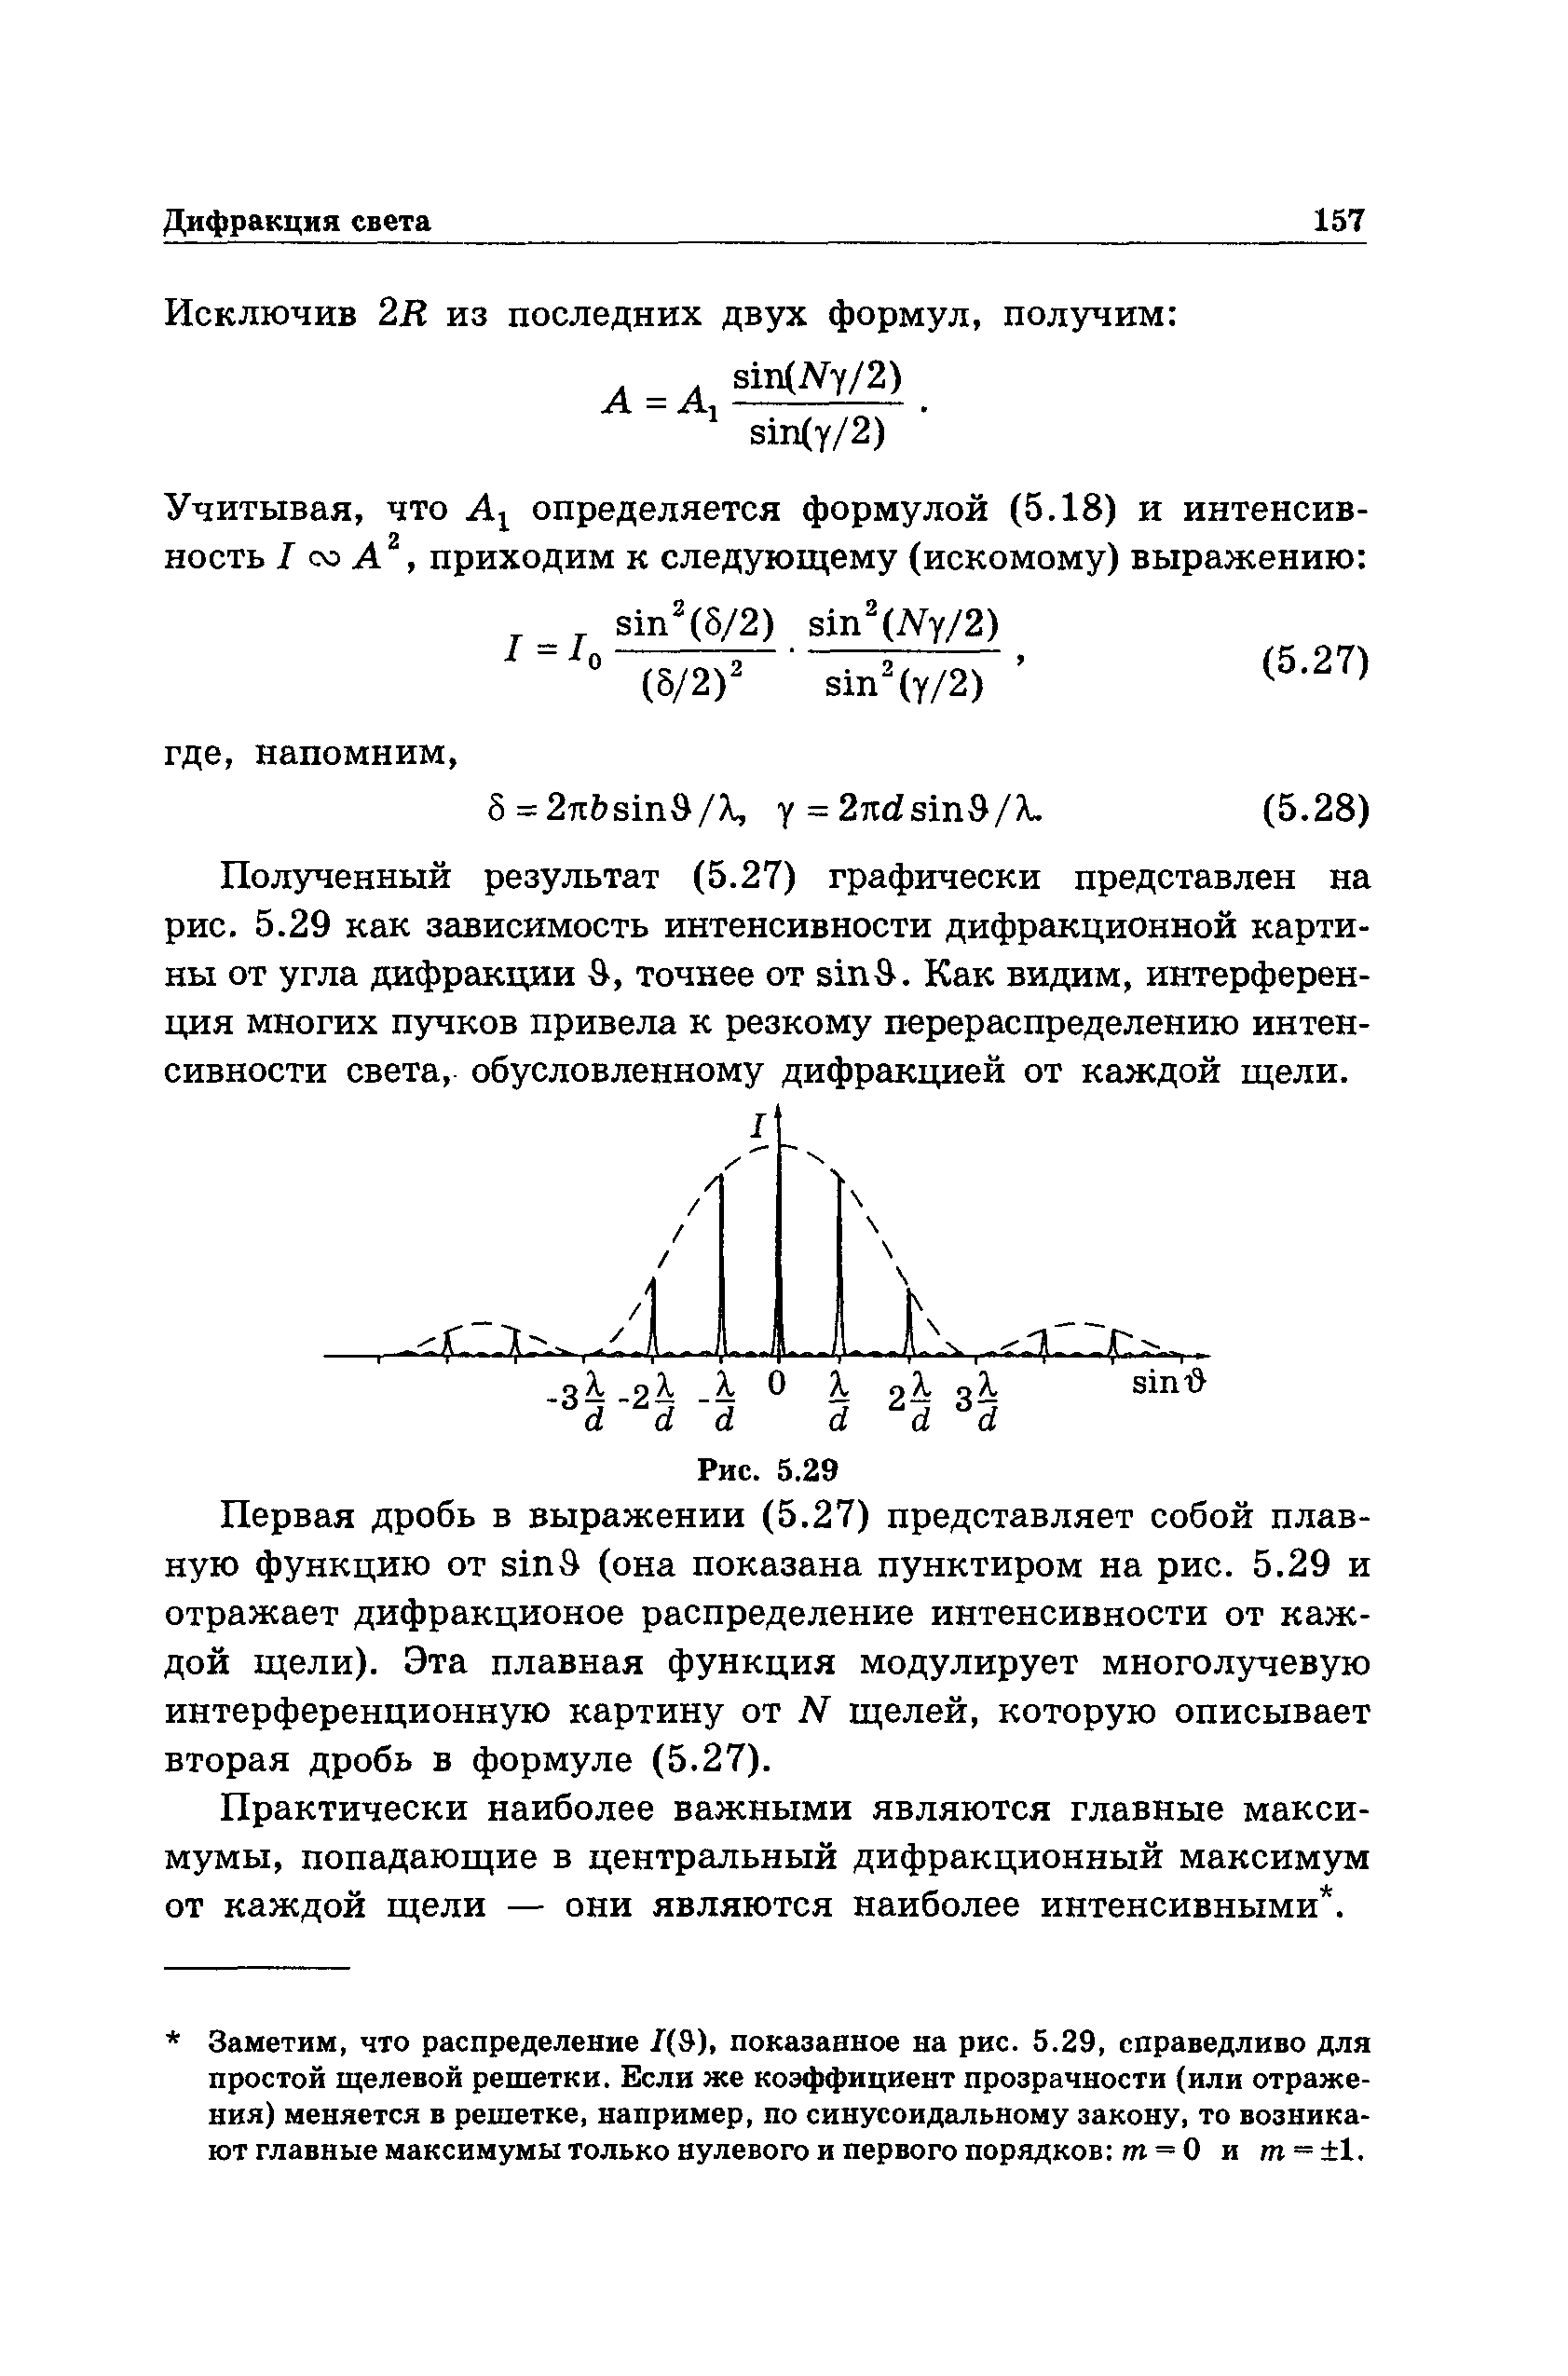 Дифракция света 157
Исключив 2R из последних двух формул, получим:
A = A₁ sin(Nγ/2) / sin(γ/2) .
Учитывая, что A₁ определяется формулой (5.18) и интенсив-
ность I ∞ A², приходим к следующему (искомому) выражению:
I = I₀ sin²(δ/2) / (δ/2)² · sin²(Nγ/2) / sin²(γ/2) , (5.27)
где, напомним,
δ = 2πb sinϑ/λ, γ = 2πd sinϑ/λ. (5.28)
Полученный результат (5.27) графически представлен на
рис. 5.29 как зависимость интенсивности дифракционной карти-
ны от угла дифракции ϑ, точнее от sinϑ. Как видим, интерферен-
ция многих пучков привела к резкому перераспределению интен-
сивности света, обусловленному дифракцией от каждой щели.
I
-3λ/d -2λ/d -λ/d 0 λ/d 2λ/d 3λ/d sinϑ
Рис. 5.29
Первая дробь в выражении (5.27) представляет собой плав-
ную функцию от sinϑ (она показана пунктиром на рис. 5.29 и
отражает дифракционое распределение интенсивности от каж-
дой щели). Эта плавная функция модулирует многолучевую
интерференционную картину от N щелей, которую описывает
вторая дробь в формуле (5.27).
Практически наиболее важными являются главные макси-
мумы, попадающие в центральный дифракционный максимум
от каждой щели — они являются наиболее интенсивными*.
* Заметим, что распределение I(ϑ), показанное на рис. 5.29, справедливо для
простой щелевой решетки. Если же коэффициент прозрачности (или отраже-
ния) меняется в решетке, например, по синусоидальному закону, то возника-
ют главные максимумы только нулевого и первого порядков: m = 0 и m = ±1.